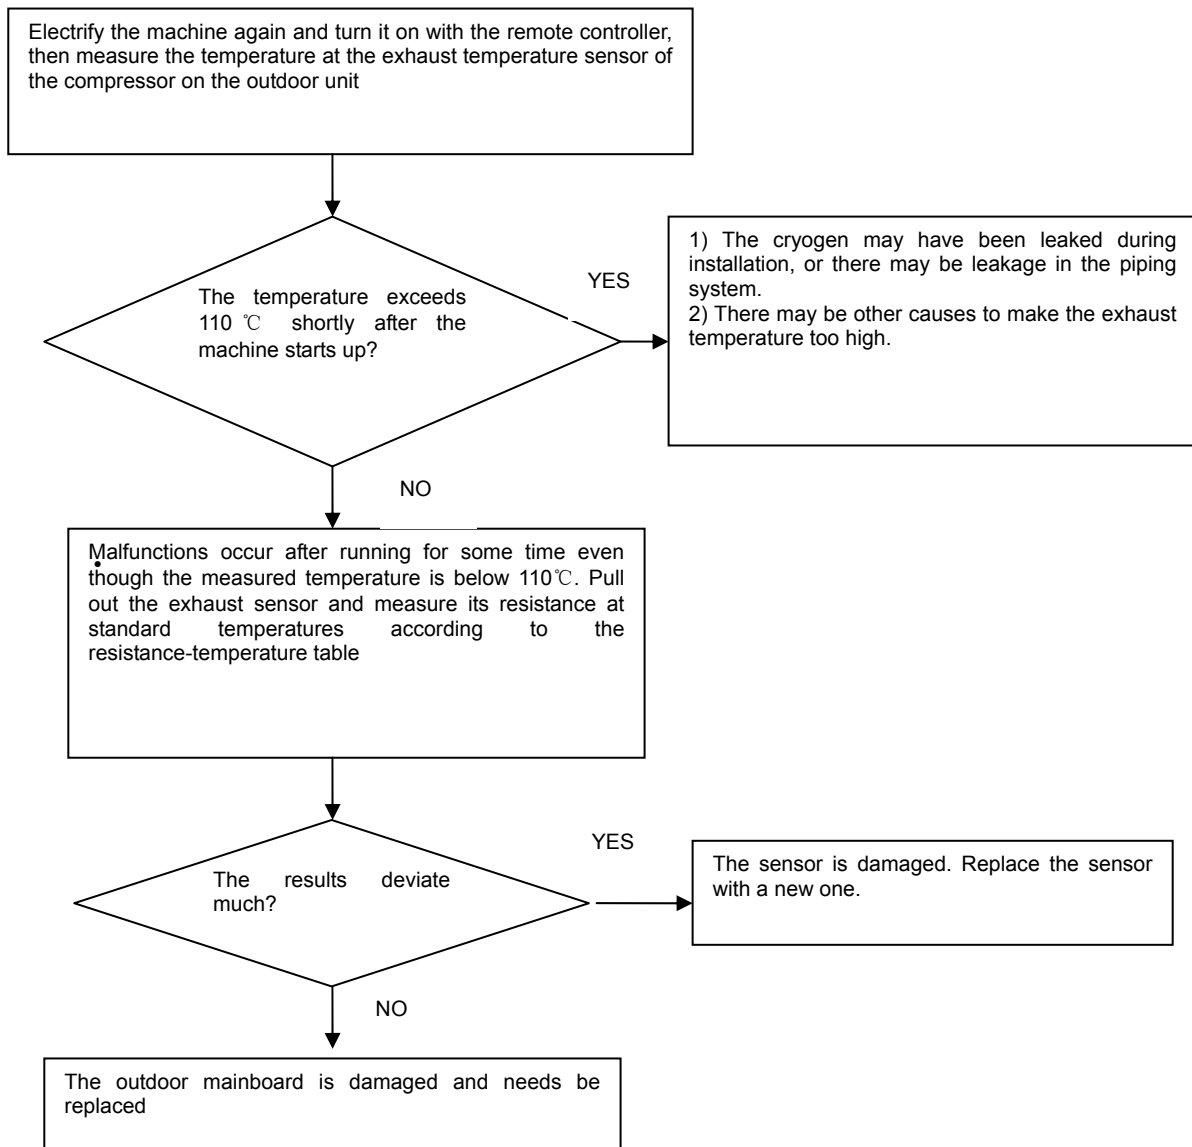 Electrify the machine again and turn it on with the remote controller,
then measure the temperature at the exhaust temperature sensor of
the compressor on the outdoor unit
The temperature exceeds
110 ℃ shortly after the
machine starts up?
YES
1) The cryogen may have been leaked during
installation, or there may be leakage in the piping
system.
2) There may be other causes to make the exhaust
temperature too high.
NO
Malfunctions occur after running for some time even
though the measured temperature is below 110℃. Pull
out the exhaust sensor and measure its resistance at
standard temperatures according to the
resistance-temperature table
The results deviate
much?
YES
The sensor is damaged. Replace the sensor
with a new one.
NO
The outdoor mainboard is damaged and needs be
replaced